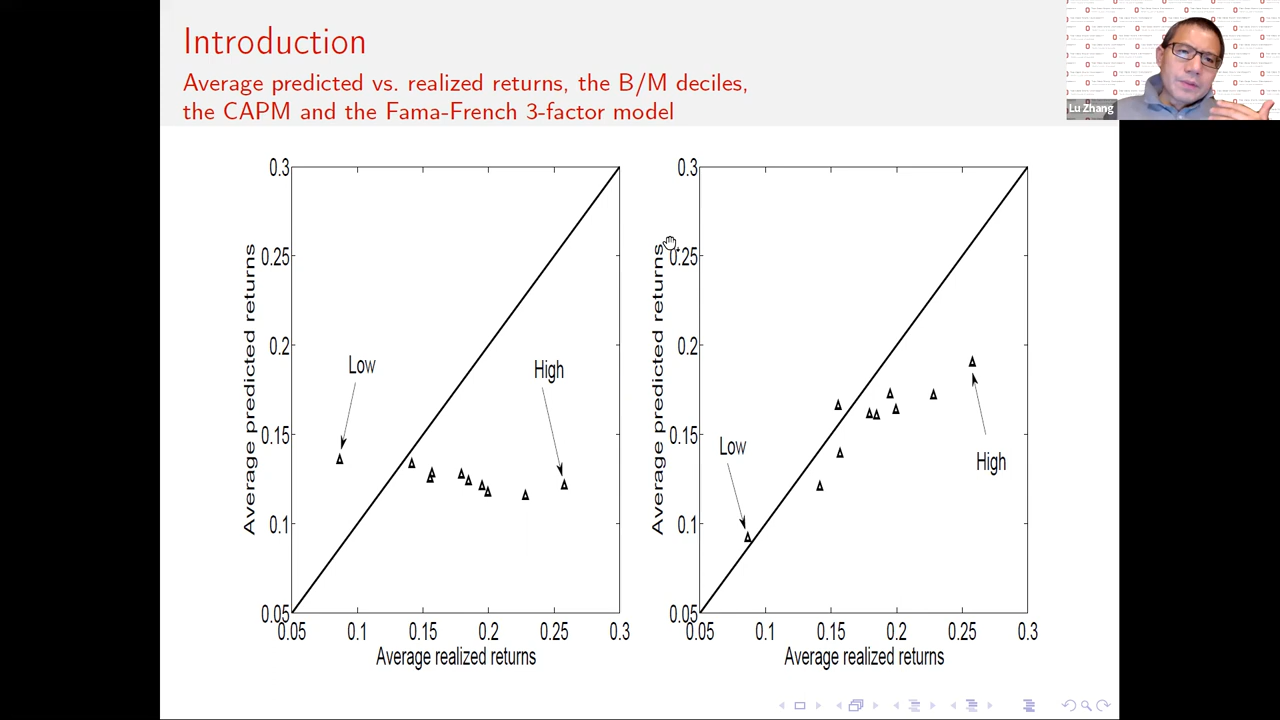 Introduction
Average predicted vs. realized returns, the B/M deciles,
the CAPM and the Fama-French 3-factor model
Lu Zhang
0.3
0.25
0.2
0.15
0.1
0.05
Average predicted returns
Low
High
0.05 0.1 0.15 0.2 0.25 0.3
Average realized returns
0.3
0.25
0.2
0.15
0.1
0.05
Average predicted returns
Low
High
0.05 0.1 0.15 0.2 0.25 0.3
Average realized returns